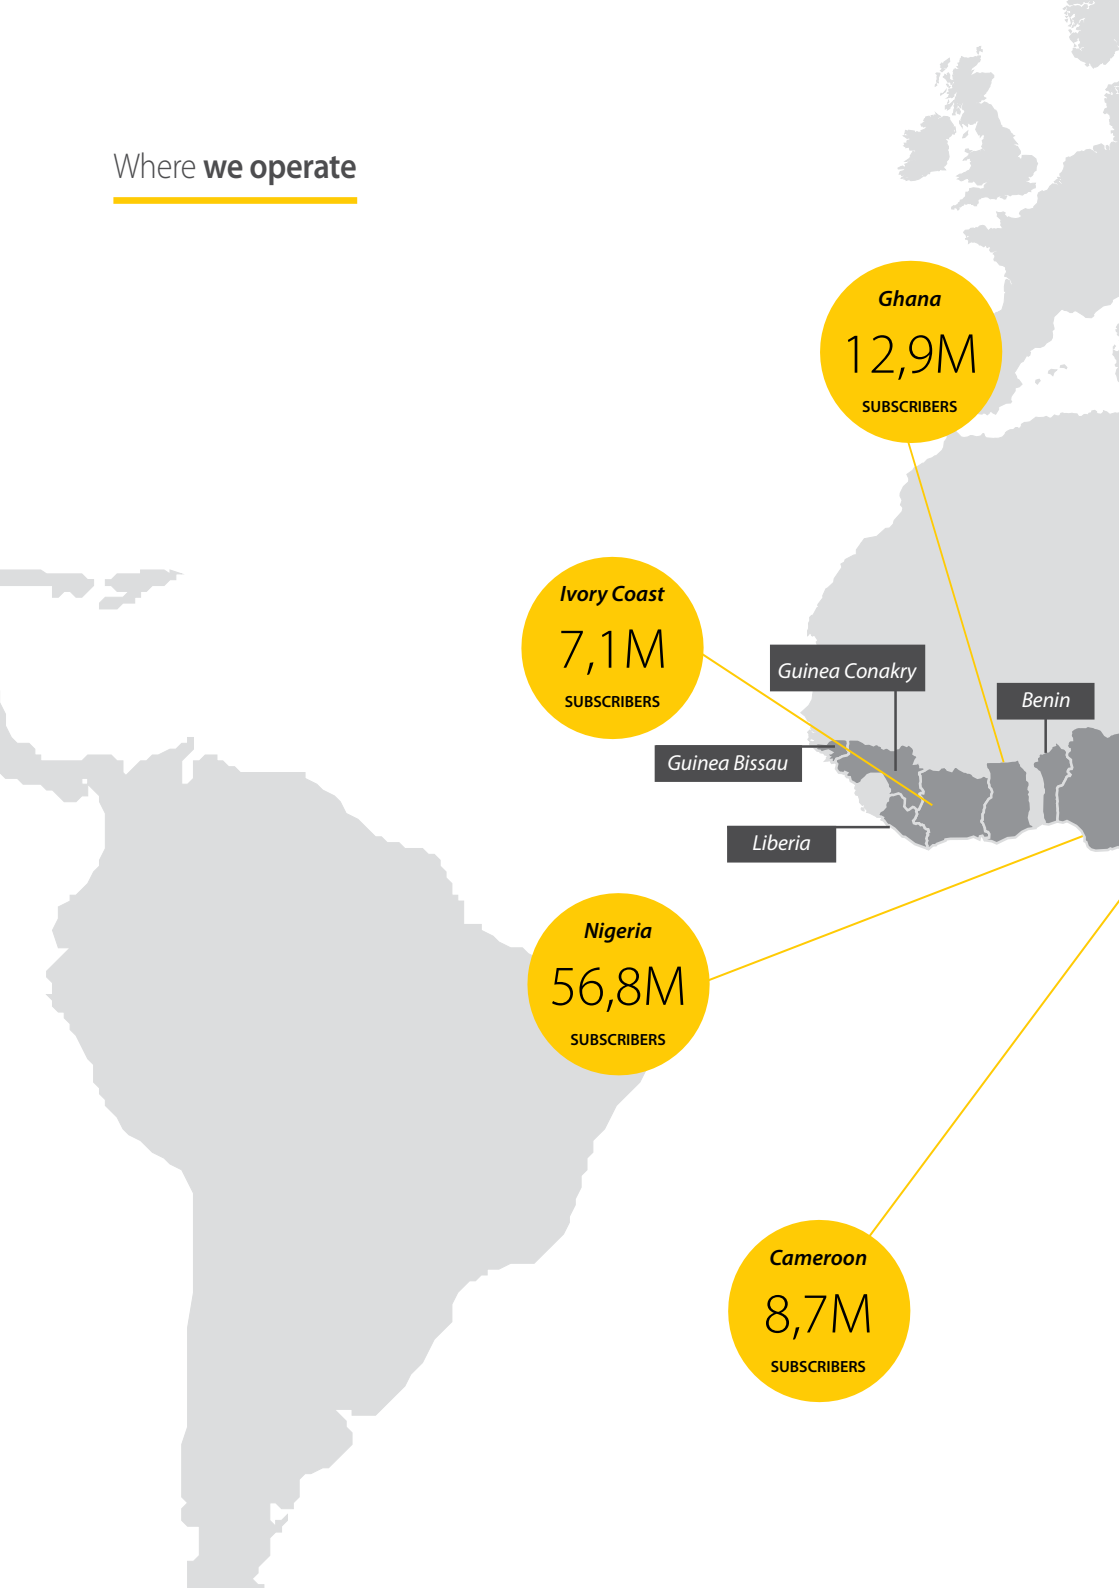 Where we operate
Ghana
12,9M
SUBSCRIBERS
Ivory Coast
7,1M
SUBSCRIBERS
Guinea Conakry
Benin
Guinea Bissau
Liberia
Nigeria
56,8M
SUBSCRIBERS
Cameroon
8,7M
SUBSCRIBERS